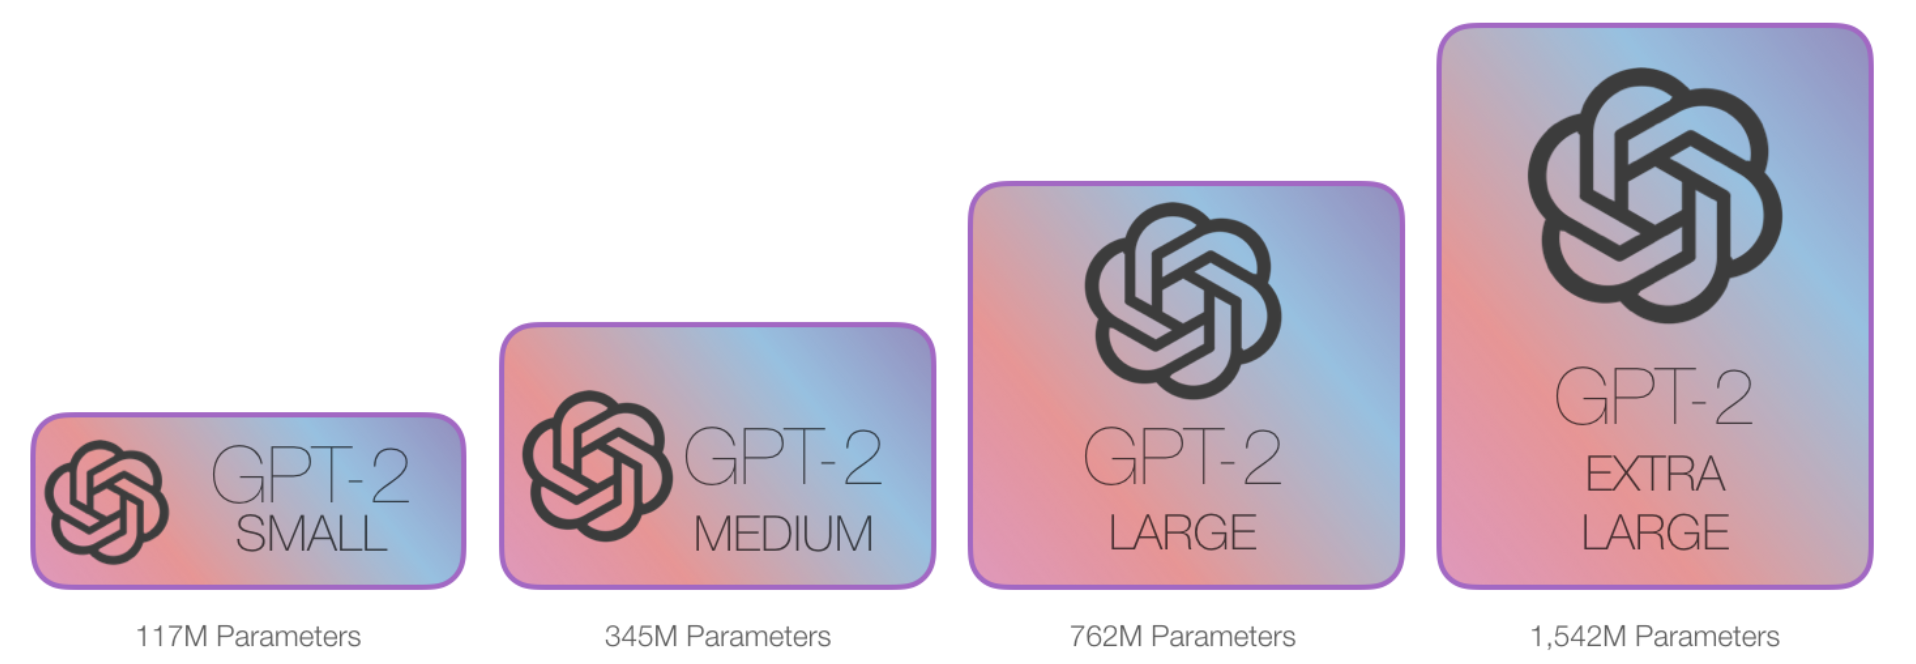 GPT-2
SMALL
117M Parameters
GPT-2
MEDIUM
345M Parameters
GPT-2
LARGE
762M Parameters
GPT-2
EXTRA
LARGE
1,542M Parameters